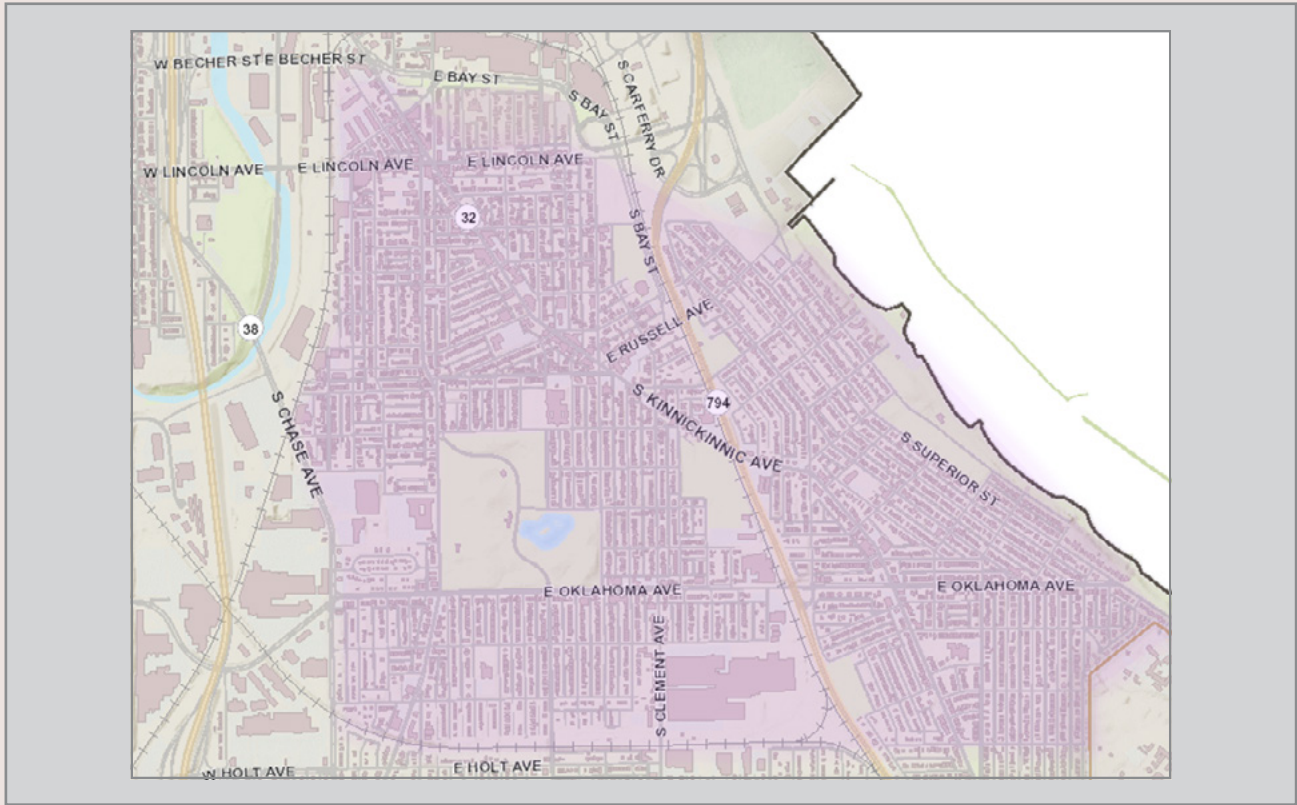 W BECHER ST E BECHER ST
E BAY ST
S BAY ST
S CARFERRY DR
W LINCOLN AVE
E LINCOLN AVE
E LINCOLN AVE
32
S BAY ST
38
E RUSSELL AVE
794
S KINNICKINNIC AVE
S CHASE AVE
S SUPERIOR ST
E OKLAHOMA AVE
E OKLAHOMA AVE
S CLEMENT AVE
W HOLT AVE
E HOLT AVE